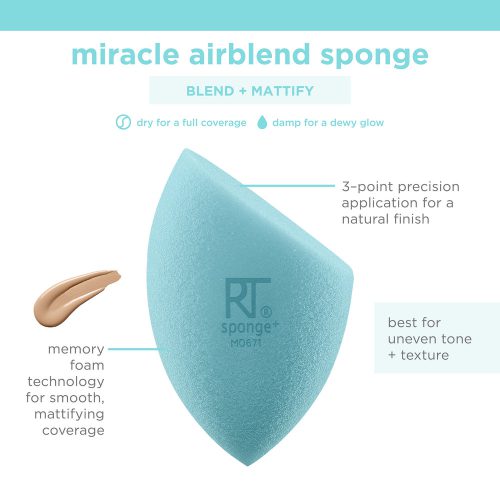 miracle airblend sponge
BLEND + MATTIFY
dry for a full coverage damp for a dewy glow
3-point precision
application for a
natural finish
RT®
sponge+
MO671
best for
uneven tone
+ texture
memory
foam
technology
for smooth,
mattifying
coverage